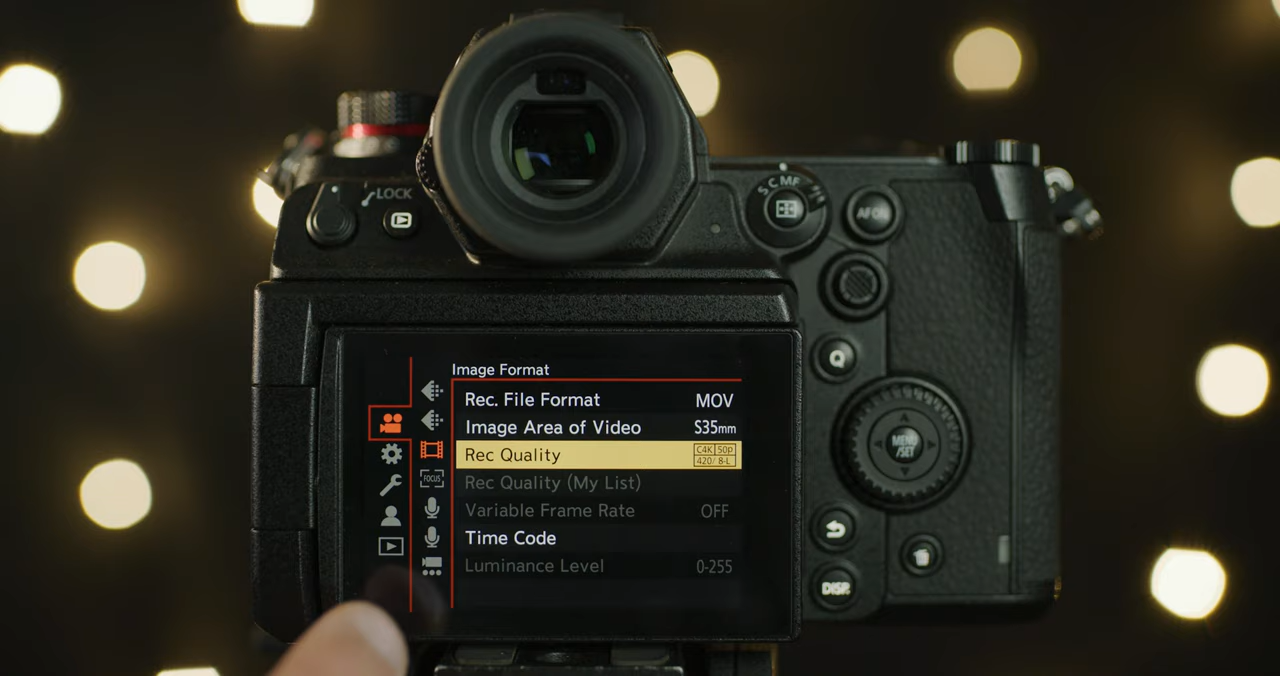 LOCK
S C MF
AF ON
Q
MENU
/SET
DISP.
Image Format
Rec. File Format MOV
Image Area of Video S35mm
Rec Quality C4K 50p
420/ 8-L
Rec Quality (My List)
Variable Frame Rate OFF
FOCUS
Time Code
Luminance Level 0-255